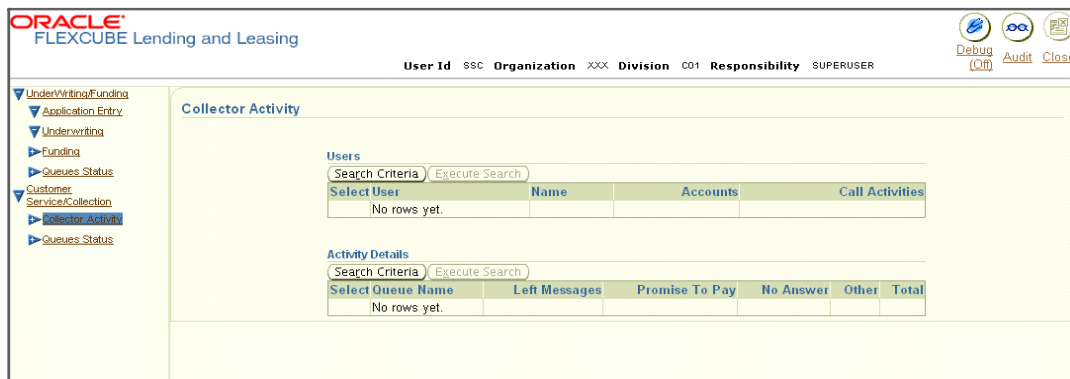 ORACLE
FLEXCUBE Lending and Leasing
Debug (Off)
Audit
Close
User Id SSC Organization XXX Division C01 Responsibility SUPERUSER
UnderWriting/Funding
Application Entry
Underwriting
Funding
Queues Status
Customer
Service/Collection
Collector Activity
Queues Status
Collector Activity
Users
Search Criteria Execute Search
Select User Name Accounts Call Activities
No rows yet.
Activity Details
Search Criteria Execute Search
Select Queue Name Left Messages Promise To Pay No Answer Other Total
No rows yet.